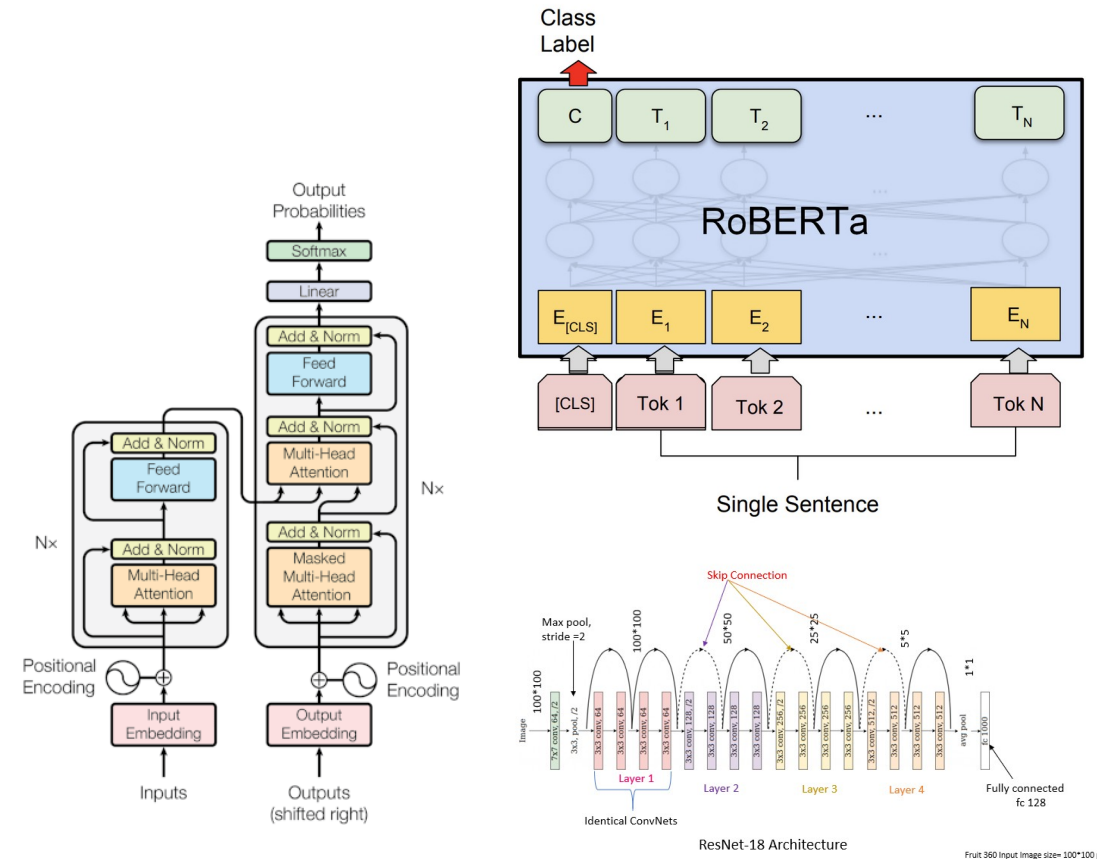 Output
Probabilities
Softmax
Linear
Add & Norm
Feed
Forward
Add & Norm
Multi-Head
Attention
Nx
Add & Norm
Masked
Multi-Head
Attention
Positional
Encoding
Output
Embedding
Outputs
(shifted right)
Add & Norm
Feed
Forward
Nx
Add & Norm
Multi-Head
Attention
Positional
Encoding
Input
Embedding
Inputs
Class
Label
C
T1
T2
...
TN
...
RoBERTa
...
E[CLS]
E1
E2
...
EN
[CLS]
Tok 1
Tok 2
...
Tok N
Single Sentence
Skip Connection
Max pool,
stride =2
100*100
100*100
50*50
25*25
5*5
1*1
Image
7x7 conv, 64, /2
3x3, pool, /2
3x3 conv, 64
3x3 conv, 64
3x3 conv, 64
3x3 conv, 64
3x3 conv, 128, /2
3x3 conv, 128
3x3 conv, 128
3x3 conv, 128
3x3 conv, 256, /2
3x3 conv, 256
3x3 conv, 256
3x3 conv, 256
3x3 conv, 512, /2
3x3 conv, 512
3x3 conv, 512
3x3 conv, 512
avg pool
fc 1000
Layer 1
Layer 2
Layer 3
Layer 4
Fully connected
fc 128
Identical ConvNets
ResNet-18 Architecture
Fruit 360 Input Image size= 100*100